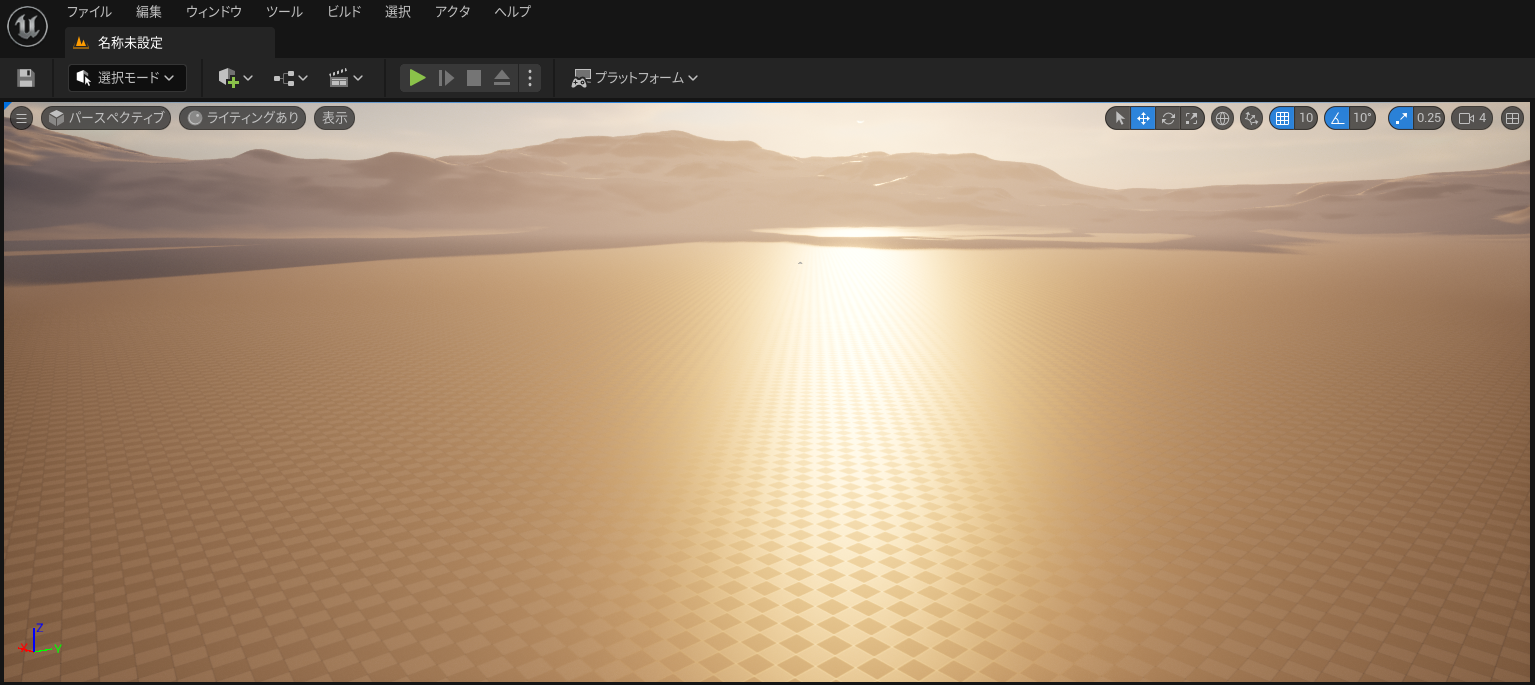 ファイル 編集 ウィンドウ ツール ビルド 選択 アクタ ヘルプ
名称未設定
選択モード プラットフォーム
パースペクティブ ライティングあり 表示 10 10° 0.25 4
Z
X Y